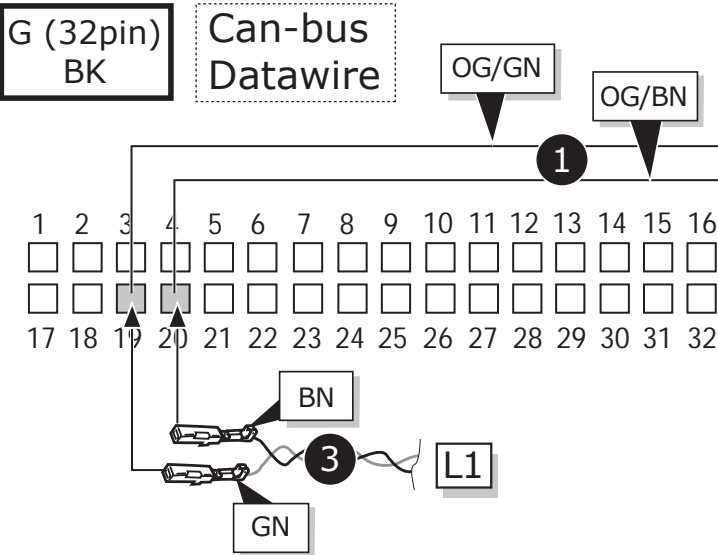 G (32pin)
BK
Can-bus
Datawire
OG/GN
OG/BN
1
1 2 3 4 5 6 7 8 9 10 11 12 13 14 15 16
17 18 19 20 21 22 23 24 25 26 27 28 29 30 31 32
BN
3
L1
GN